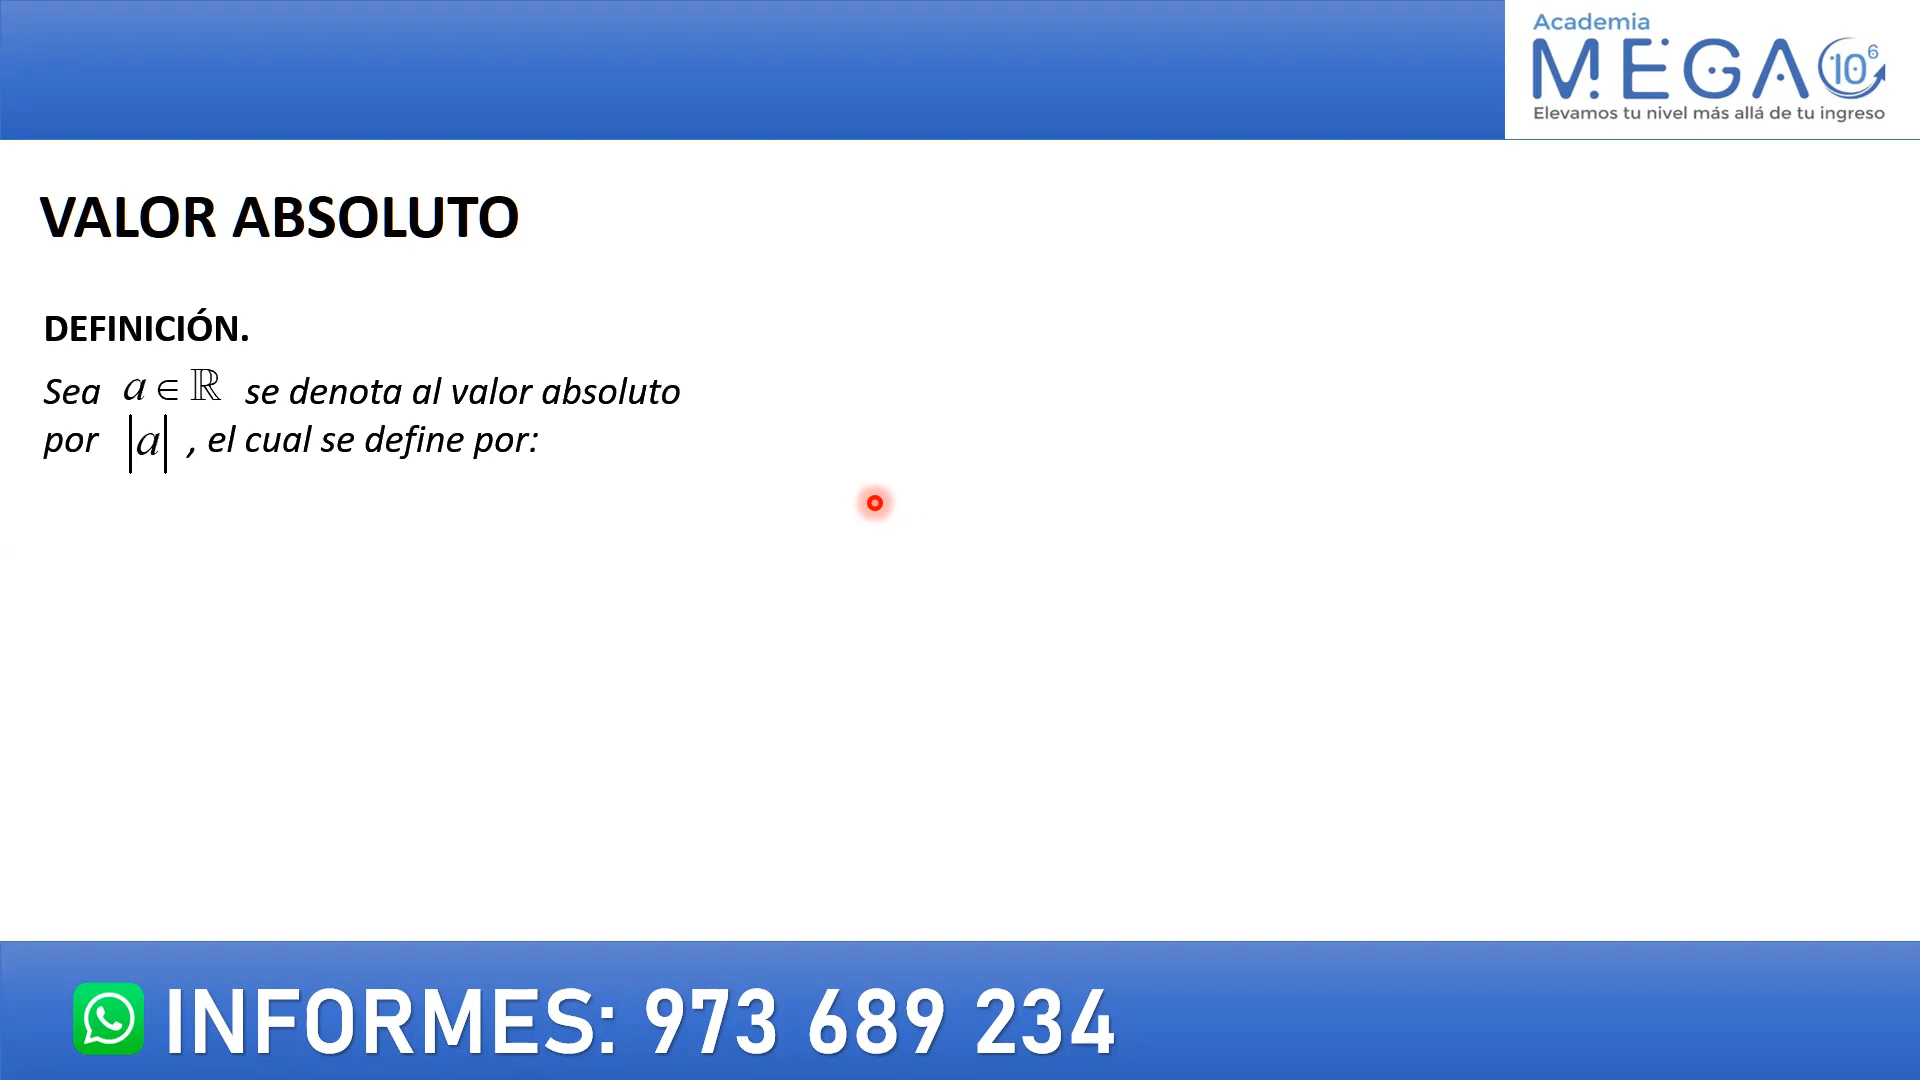 Academia
MEGA 10⁶
Elevamos tu nivel más allá de tu ingreso
VALOR ABSOLUTO
DEFINICIÓN.
Sea a ∈ ℝ se denota al valor absoluto
por |a| , el cual se define por:
INFORMES: 973 689 234